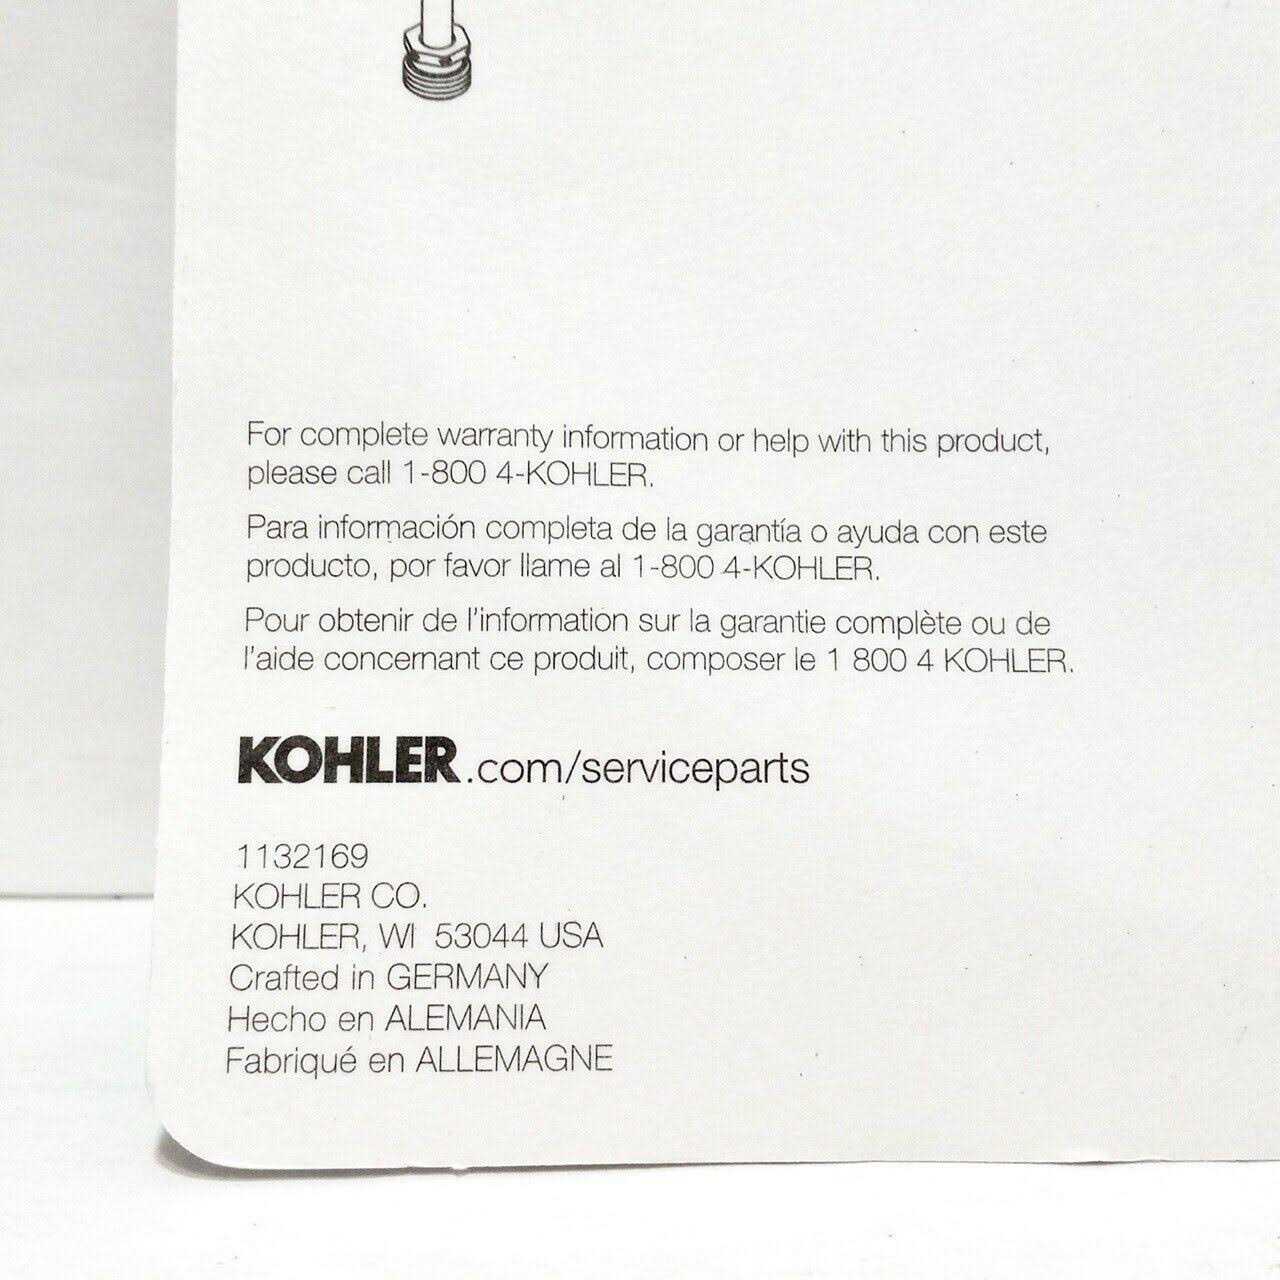 For complete warranty information or help with this product,
please call 1-800 4-KOHLER.
Para información completa de la garantía o ayuda con este
producto, por favor llame al 1-800 4-KOHLER.
Pour obtenir de l'information sur la garantie complète ou de
l'aide concernant ce produit, composer le 1 800 4 KOHLER.
KOHLER.com/serviceparts
1132169
KOHLER CO.
KOHLER, WI  53044 USA
Crafted in GERMANY
Hecho en ALEMANIA
Fabriqué en ALLEMAGNE